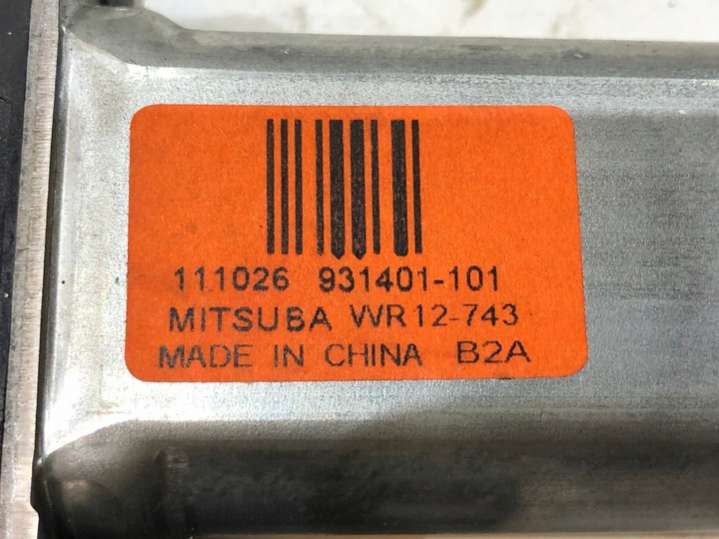 111026 931401-101
MITSUBA WR12-743
MADE IN CHINA B2A